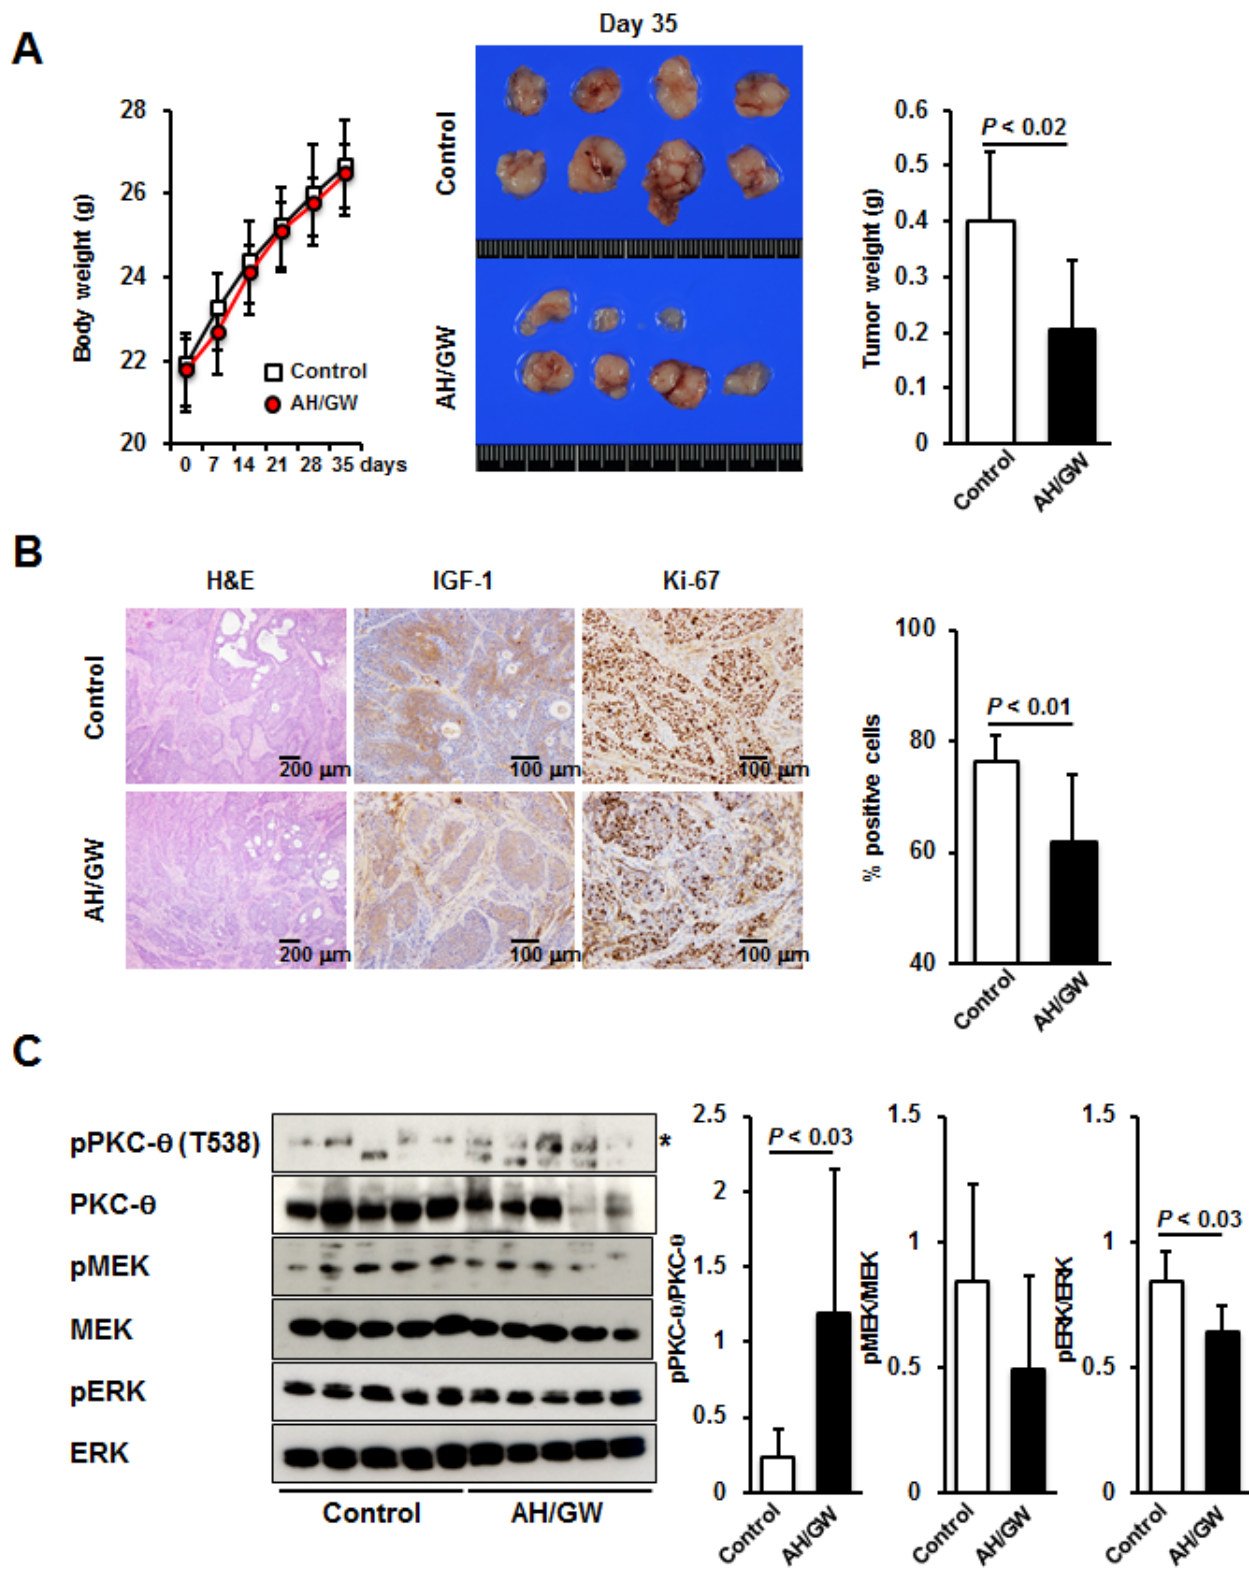 A
Day 35
28
26
24
22
20
Body weight (g)
Control
AH/GW
0 7 14 21 28 35 days
Control
AH/GW
0.6
0.5
0.4
0.3
0.2
0.1
0
Tumor weight (g)
P < 0.02
Control
AH/GW
B
H&E
IGF-1
Ki-67
Control
AH/GW
200 µm
100 µm
100 µm
200 µm
100 µm
100 µm
100
80
60
40
% positive cells
P < 0.01
Control
AH/GW
C
pPKC-θ (T538)
*
PKC-θ
pMEK
MEK
pERK
ERK
Control
AH/GW
2.5
2
1.5
1
0.5
0
pPKC-θ/PKC-θ
P < 0.03
Control
AH/GW
1.5
1
0.5
0
pMEK/MEK
Control
AH/GW
1.5
1
0.5
0
pERK/ERK
P < 0.03
Control
AH/GW